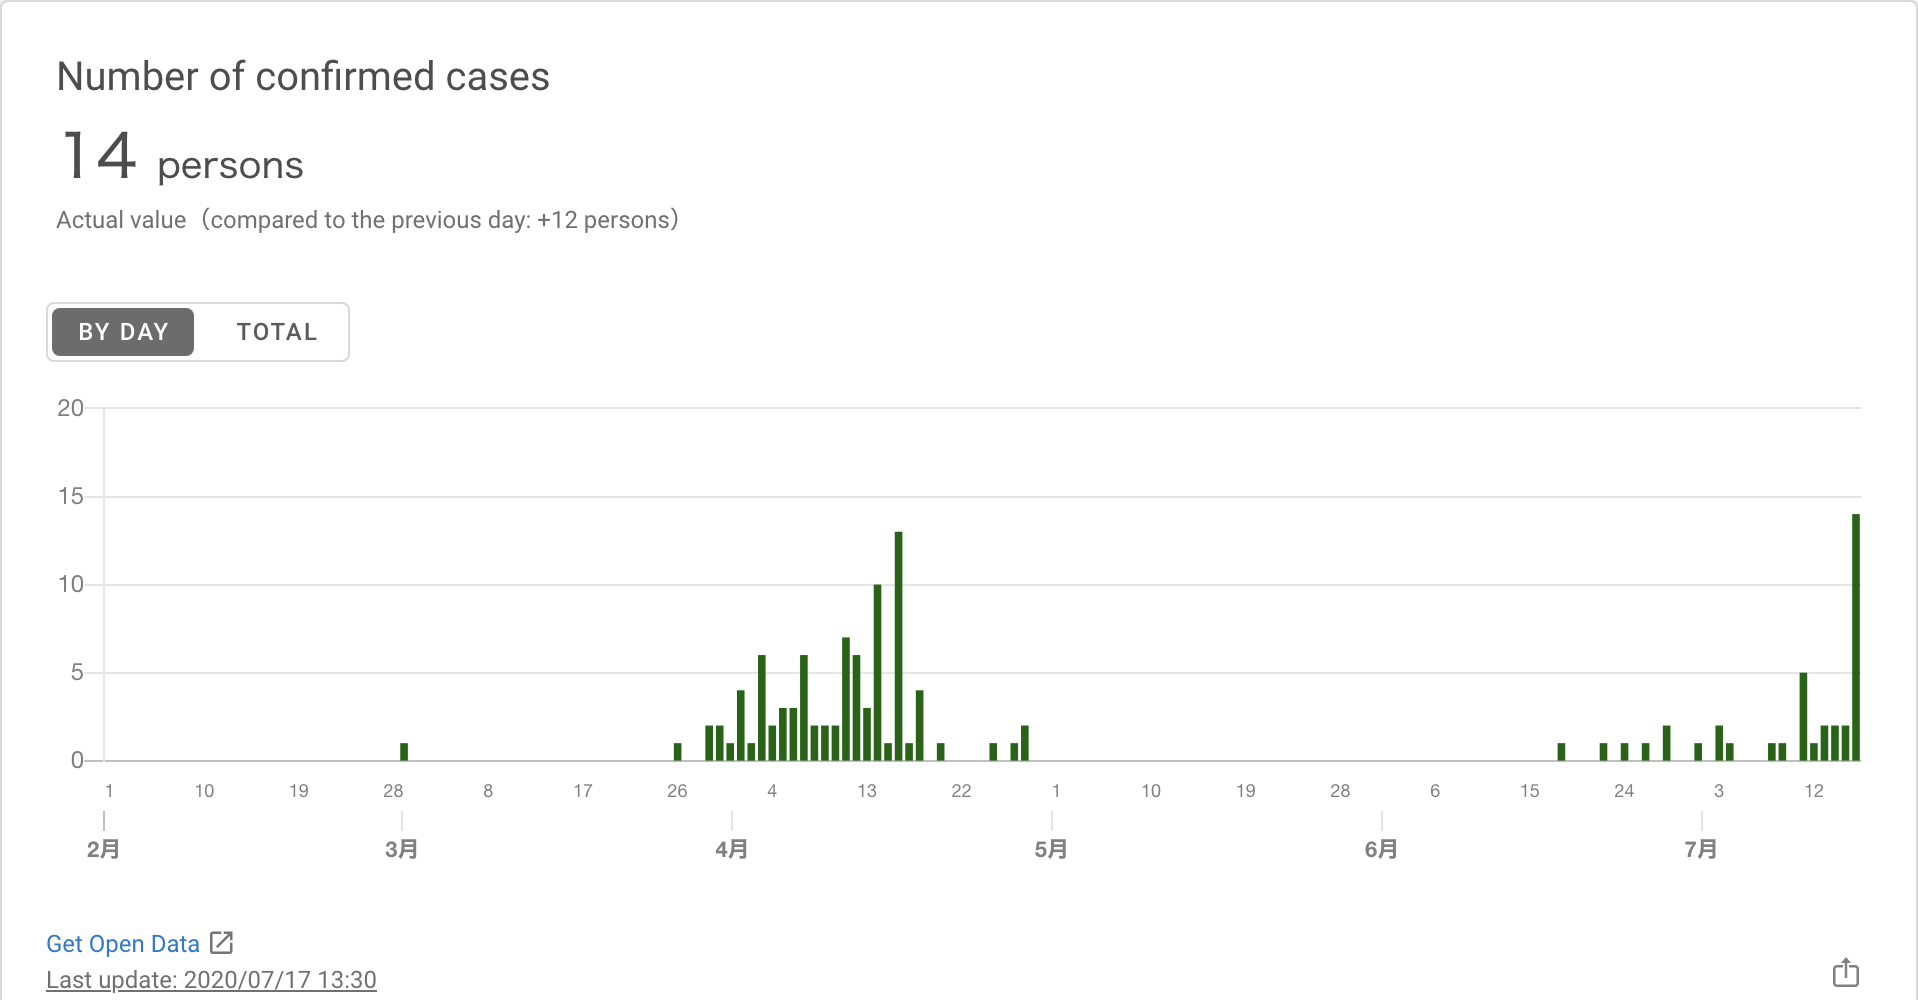 Number of confirmed cases
14 persons
Actual value（compared to the previous day: +12 persons）
BY DAY TOTAL
20
15
10
5
0
1 10 19 28 8 17 26 4 13 22 1 10 19 28 6 15 24 3 12
2月 3月 4月 5月 6月 7月
Get Open Data
Last update: 2020/07/17 13:30